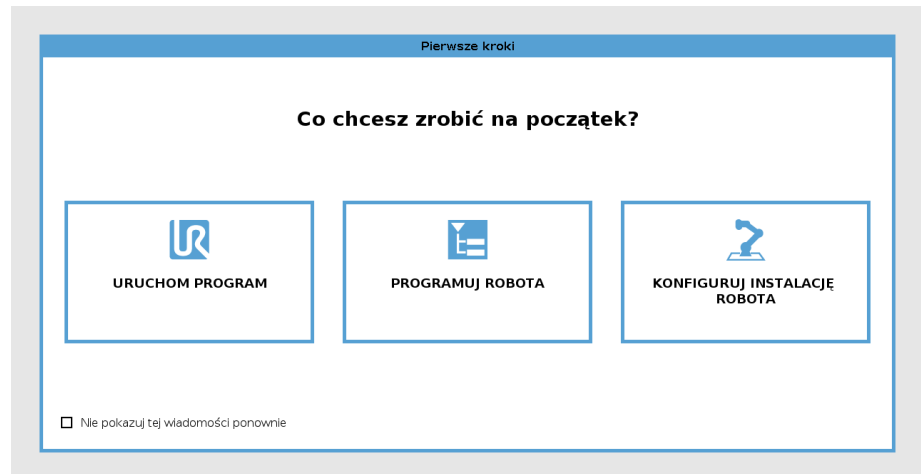 Pierwsze kroki
Co chcesz zrobić na początek?
URUCHOM PROGRAM
PROGRAMUJ ROBOTA
KONFIGURUJ INSTALACJĘ
ROBOTA
Nie pokazuj tej wiadomości ponownie